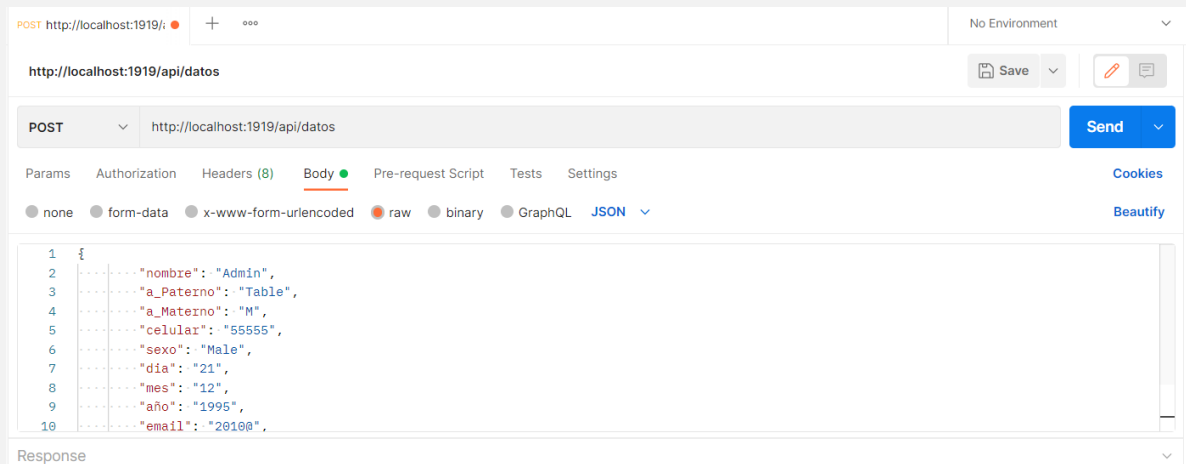 POST http://localhost:1919/a
No Environment
http://localhost:1919/api/datos
Save
POST http://localhost:1919/api/datos Send
Params Authorization Headers (8) Body Pre-request Script Tests Settings Cookies
none form-data x-www-form-urlencoded raw binary GraphQL JSON Beautify
1 {
2 "nombre": "Admin",
3 "a_Paterno": "Table",
4 "a_Materno": "M",
5 "celular": "55555",
6 "sexo": "Male",
7 "dia": "21",
8 "mes": "12",
9 "año": "1995",
10 "email": "2010@",
Response